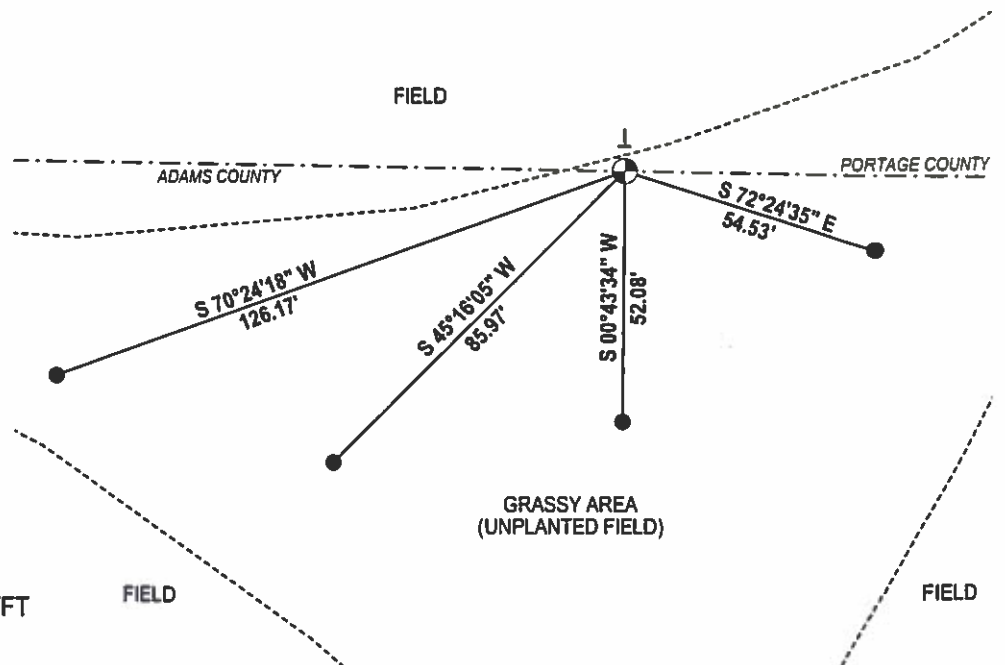 FIELD
ADAMS COUNTY
PORTAGE COUNTY
S 72°24'35" E
54.53'
S 70°24'18" W
126.17'
S 45°16'05" W
85.97'
S 00°43'34" W
52.08'
GRASSY AREA
(UNPLANTED FIELD)
FIELD
FIELD